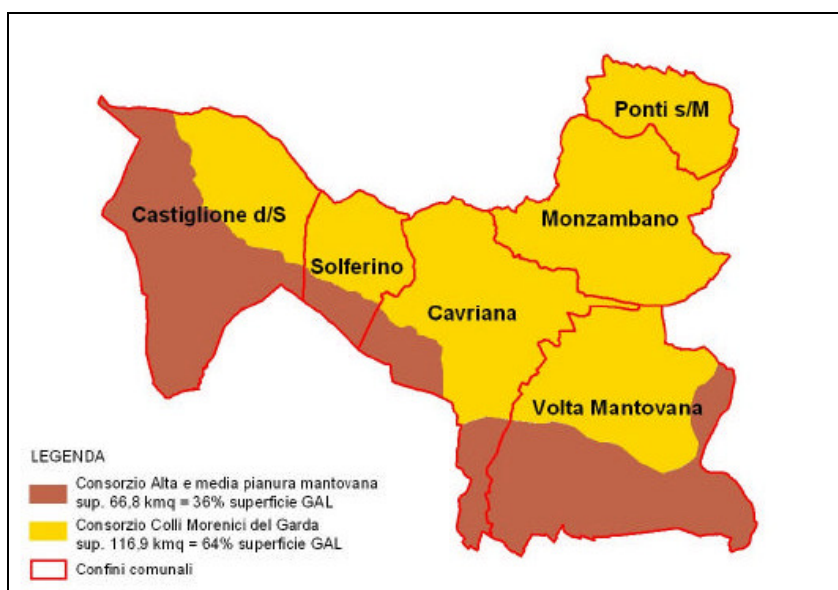 Ponti s/M
Castiglione d/S
Monzambano
Solferino
Cavriana
Volta Mantovana
LEGENDA
Consorzio Alta e media pianura mantovana
sup. 66,8 kmq = 36% superficie GAL
Consorzio Colli Morenici del Garda
sup. 116,9 kmq = 64% superficie GAL
Confini comunali